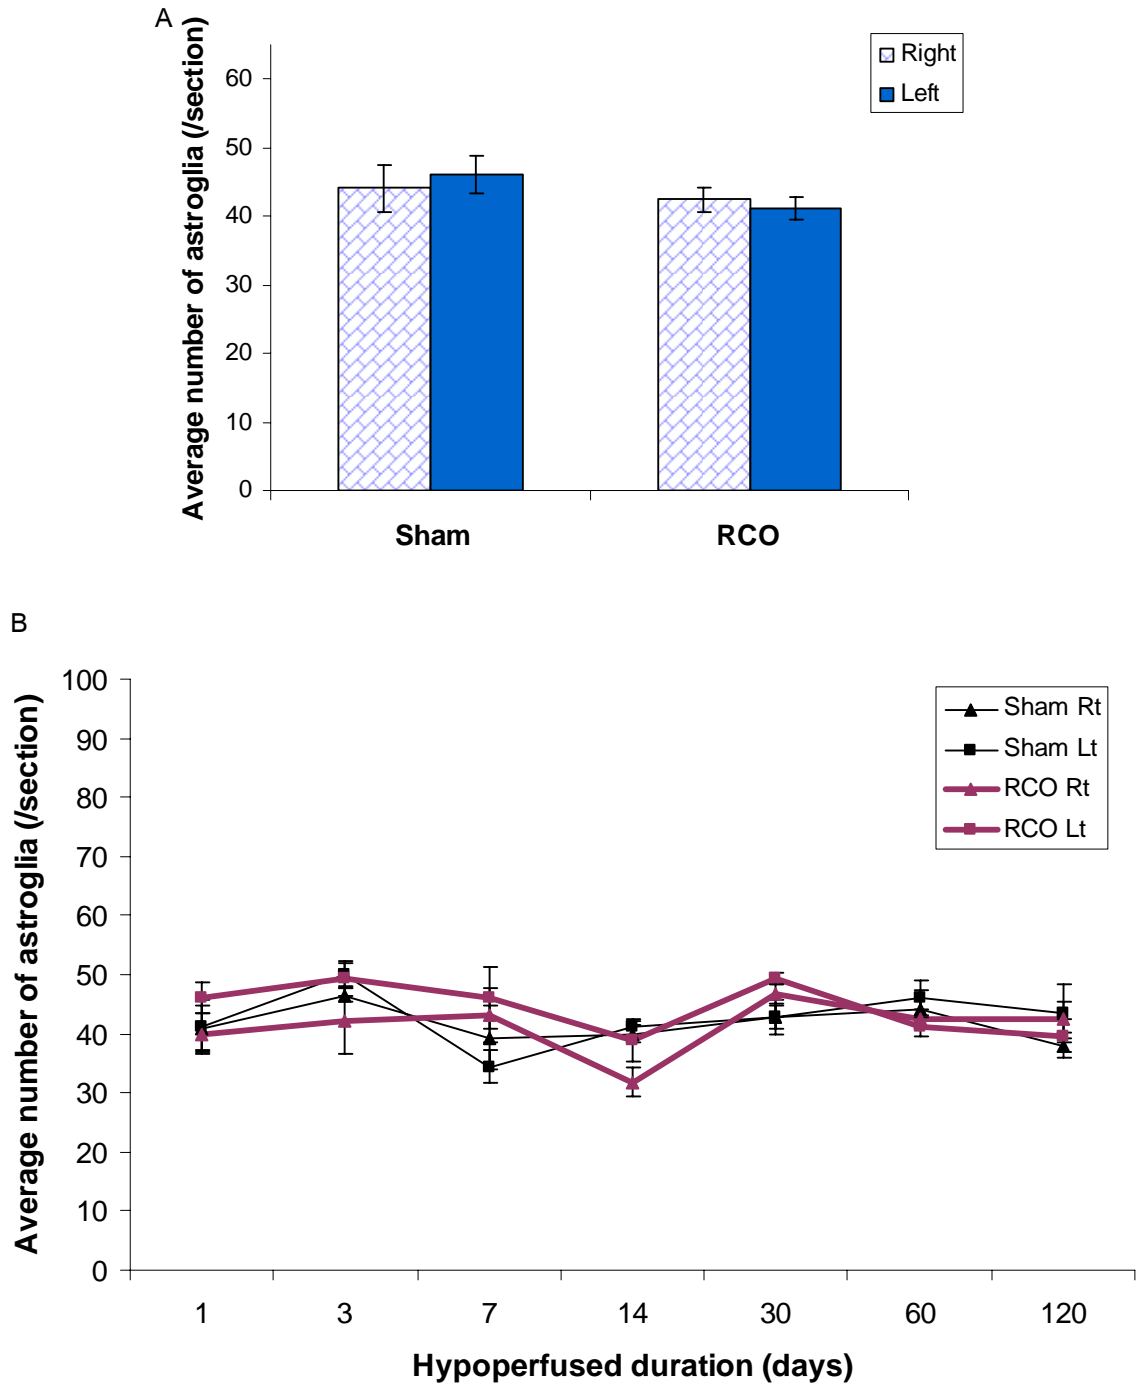 A
Average number of astroglia (/section)
60
50
40
30
20
10
0
Right
Left
Sham
RCO
B
Average number of astroglia (/section)
100
90
80
70
60
50
40
30
20
10
0
Sham Rt
Sham Lt
RCO Rt
RCO Lt
1 3 7 14 30 60 120
Hypoperfused duration (days)